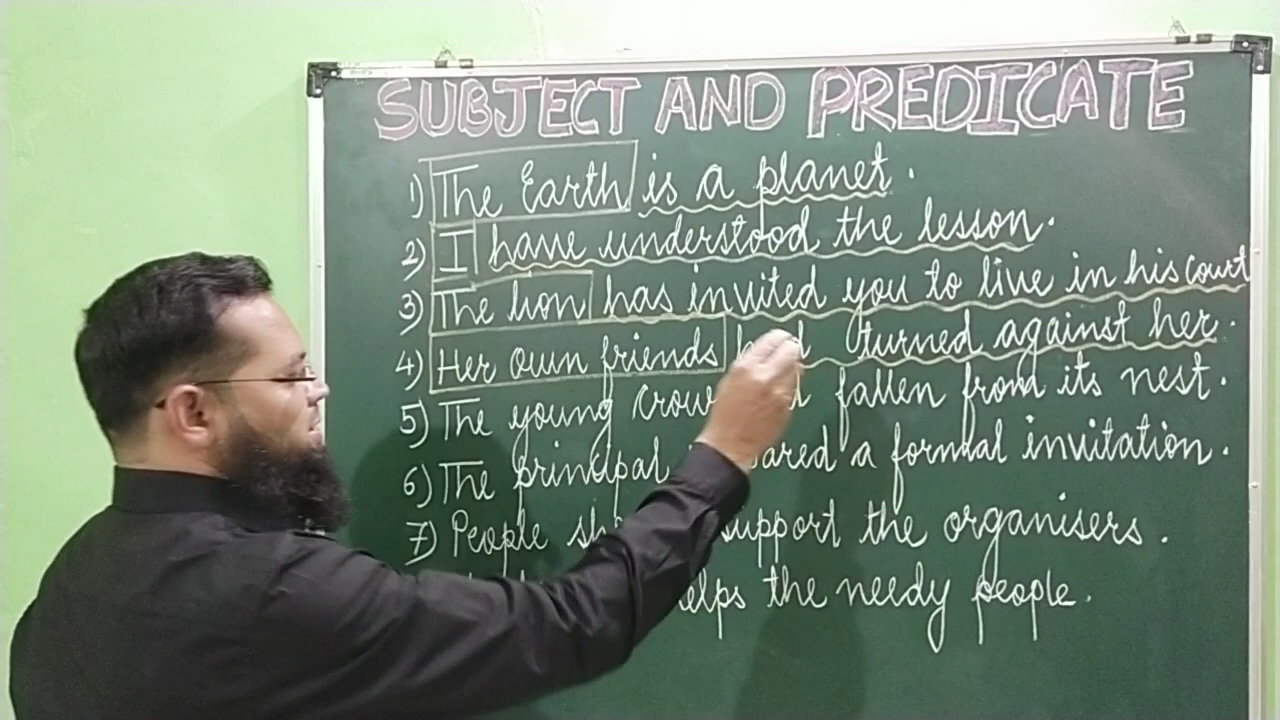 SUBJECT AND PREDICATE
1) The Earth is a planet.
2) I have understood the lesson.
3) The lion has invited you to live in his court
4) Her own friends had turned against her.
5) The young crow fallen from its nest.
6) The principal a formal invitation.
7) People support the organisers.
the needy people.